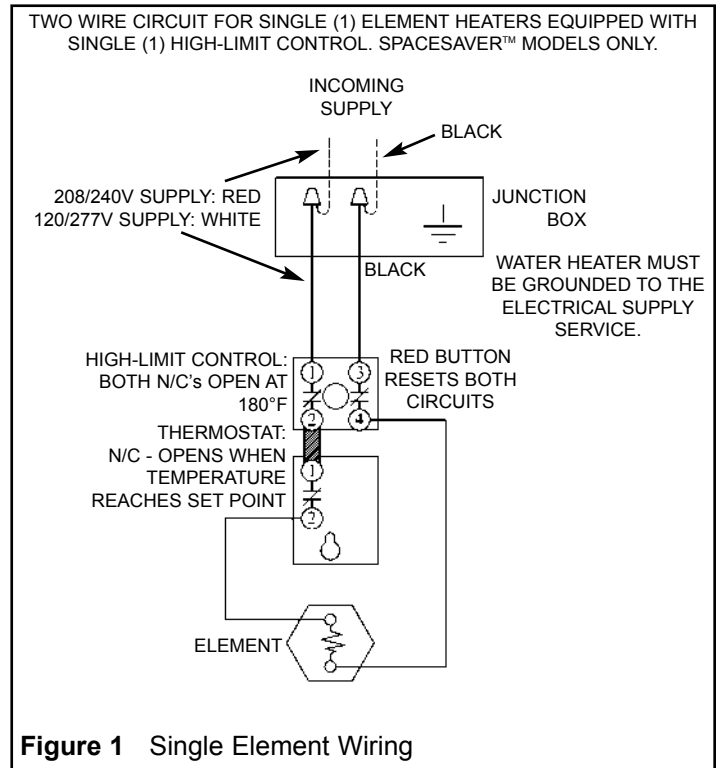 TWO WIRE CIRCUIT FOR SINGLE (1) ELEMENT HEATERS EQUIPPED WITH
SINGLE (1) HIGH-LIMIT CONTROL. SPACESAVER™ MODELS ONLY.
INCOMING
SUPPLY
BLACK
208/240V SUPPLY: RED
120/277V SUPPLY: WHITE
JUNCTION
BOX
BLACK
WATER HEATER MUST
BE GROUNDED TO THE
ELECTRICAL SUPPLY
SERVICE.
HIGH-LIMIT CONTROL:
BOTH N/C's OPEN AT
180°F
1
3
2
4
RED BUTTON
RESETS BOTH
CIRCUITS
THERMOSTAT:
N/C - OPENS WHEN
TEMPERATURE
REACHES SET POINT
1
2
ELEMENT
Figure 1 Single Element Wiring